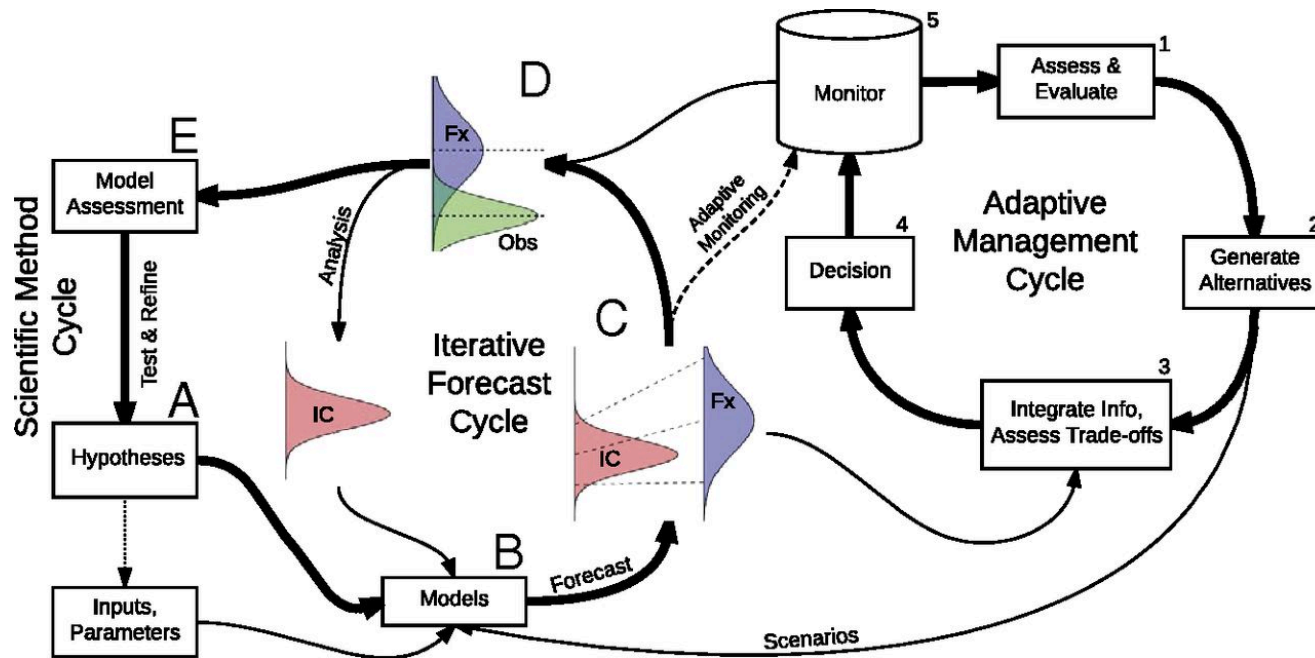 Scientific Method
Cycle
E
Model
Assessment
Test & Refine
A
Hypotheses
Inputs,
Parameters
D
Fx
Obs
Analysis
IC
Iterative
Forecast
Cycle
B
Models
Forecast
C
IC
Fx
Adaptive
Monitoring
5
Monitor
1
Assess &
Evaluate
2
Generate
Alternatives
3
Integrate Info,
Assess Trade-offs
4
Decision
Adaptive
Management
Cycle
Scenarios